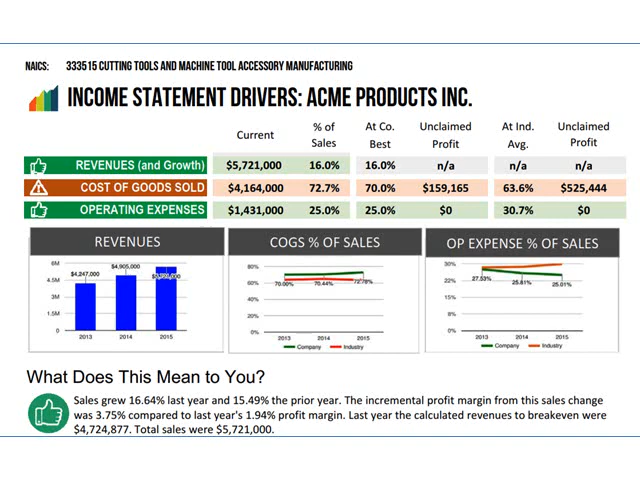 NAICS: 333515 CUTTING TOOLS AND MACHINE TOOL ACCESSORY MANUFACTURING
INCOME STATEMENT DRIVERS: ACME PRODUCTS INC.
Current % of Sales At Co. Best Unclaimed Profit At Ind. Avg. Unclaimed Profit
REVENUES (and Growth) $5,721,000 16.0% 16.0% n/a n/a n/a
COST OF GOODS SOLD $4,164,000 72.7% 70.0% $159,165 63.6% $525,444
OPERATING EXPENSES $1,431,000 25.0% 25.0% $0 30.7% $0
REVENUES
6M
4.5M
3M
1.5M
0
$4,247,000 $4,905,000
2013 2014 2015
COGS % OF SALES
80%
60%
40%
20%
0%
70.00% 70.44% 72.78%
2013 2014 2015
Company Industry
OP EXPENSE % OF SALES
30%
22%
15%
8%
0%
27.53% 25.81% 25.01%
2013 2014 2015
Company Industry
What Does This Mean to You?
Sales grew 16.64% last year and 15.49% the prior year. The incremental profit margin from this sales change
was 3.75% compared to last year's 1.94% profit margin. Last year the calculated revenues to breakeven were
$4,724,877. Total sales were $5,721,000.